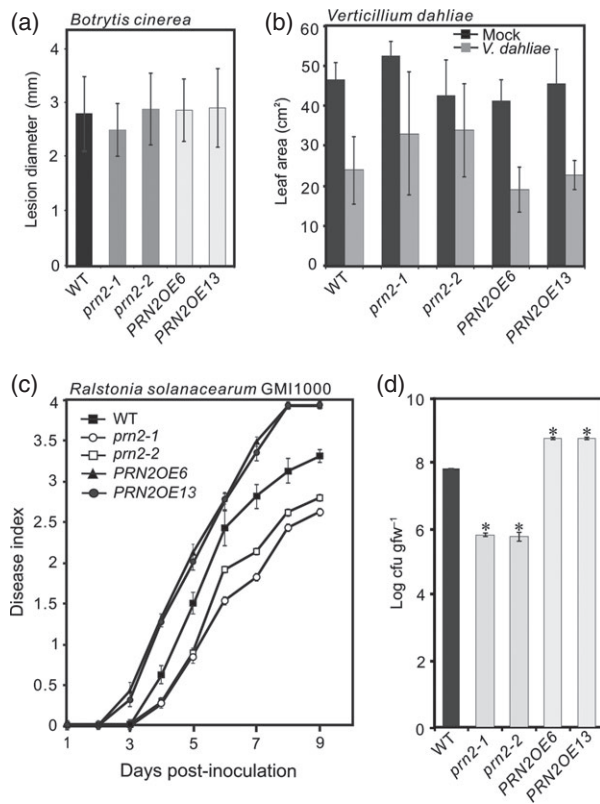 (a)
Botrytis cinerea
Lesion diameter (mm)
4
3
2
1
0
WT
prn2-1
prn2-2
PRN2OE6
PRN2OE13
(b)
Verticillium dahliae
Mock
V. dahliae
Leaf area (cm²)
60
50
40
30
20
10
0
WT
prn2-1
prn2-2
PRN2OE6
PRN2OE13
(c)
Ralstonia solanacearum GMI1000
WT
prn2-1
prn2-2
PRN2OE6
PRN2OE13
Disease index
4
3.5
3
2.5
2
1.5
1
0.5
0
1
3
5
7
9
Days post-inoculation
(d)
Log cfu gfw⁻¹
10
8
6
4
2
0
*
*
*
*
WT
prn2-1
prn2-2
PRN2OE6
PRN2OE13